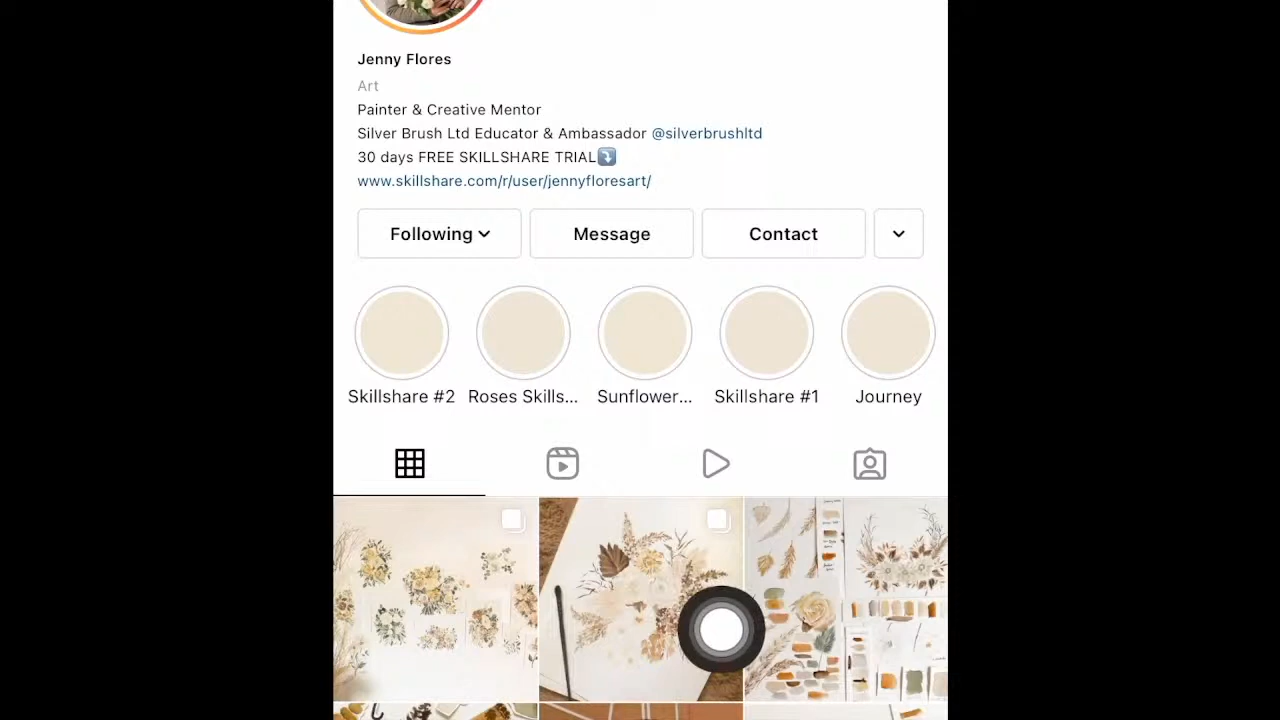 Jenny Flores
Art
Painter & Creative Mentor
Silver Brush Ltd Educator & Ambassador @silverbrushltd
30 days FREE SKILLSHARE TRIAL⤵️
www.skillshare.com/r/user/jennyfloresart/
Following Message Contact
Skillshare #2 Roses Skills... Sunflower... Skillshare #1 Journey